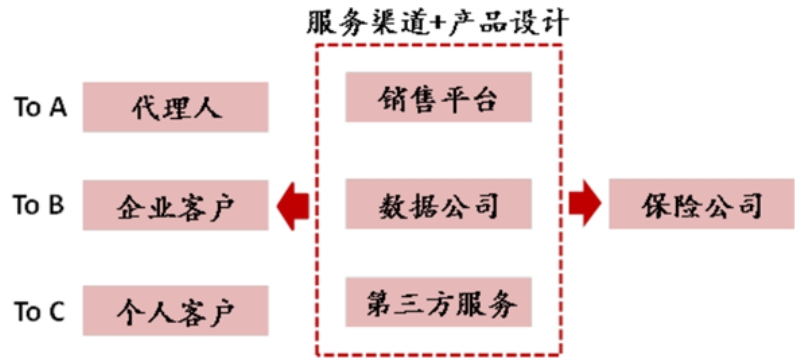 服务渠道+产品设计
To A
代理人
销售平台
To B
企业客户
数据公司
保险公司
To C
个人客户
第三方服务